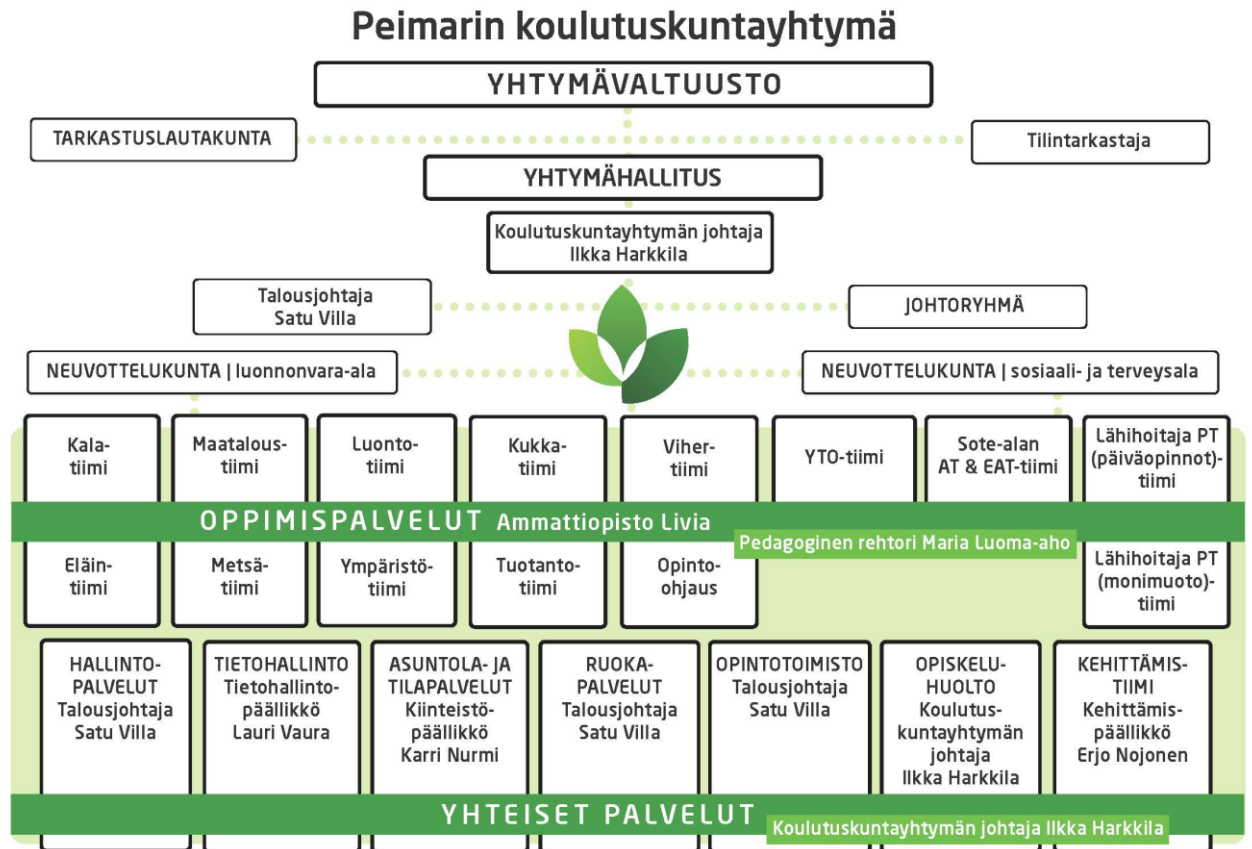 Peimarin koulutuskuntayhtymä
YHTYMÄVALTUUSTO
TARKASTUSLAUTAKUNTA
Tilintarkastaja
YHTYMÄHALLITUS
Koulutuskuntayhtymän johtaja
Ilkka Harkkila
Talousjohtaja
Satu Villa
JOHTORYHMÄ
NEUVOTTELUKUNTA | luonnonvara-ala
NEUVOTTELUKUNTA | sosiaali- ja terveysala
Kala-
tiimi
Maatalous-
tiimi
Luonto-
tiimi
Kukka-
tiimi
Viher-
tiimi
YTO-tiimi
Sote-alan
AT & EAT-tiimi
Lähihoitaja PT
(päiväopinnot)-
tiimi
OPPIMISPALVELUT Ammattiopisto Livia
Pedagoginen rehtori Maria Luoma-aho
Eläin-
tiimi
Metsä-
tiimi
Ympäristö-
tiimi
Tuotanto-
tiimi
Opinto-
ohjaus
Lähihoitaja PT
(monimuoto)-
tiimi
HALLINTO-
PALVELUT
Talousjohtaja
Satu Villa
TIETOHALLINTO
Tietohallinto-
päällikkö
Lauri Vaura
ASUNTOLA- JA
TILAPALVELUT
Kiinteistö-
päällikkö
Karri Nurmi
RUOKA-
PALVELUT
Talousjohtaja
Satu Villa
OPINTOTOIMISTO
Talousjohtaja
Satu Villa
OPISKELU-
HUOLTO
Koulutus-
kuntayhtymän
johtaja
Ilkka Harkkila
KEHITTÄMIS-
TIIMI
Kehittämis-
päällikkö
Erjo Nojonen
YHTEISET PALVELUT
Koulutuskuntayhtymän johtaja Ilkka Harkkila